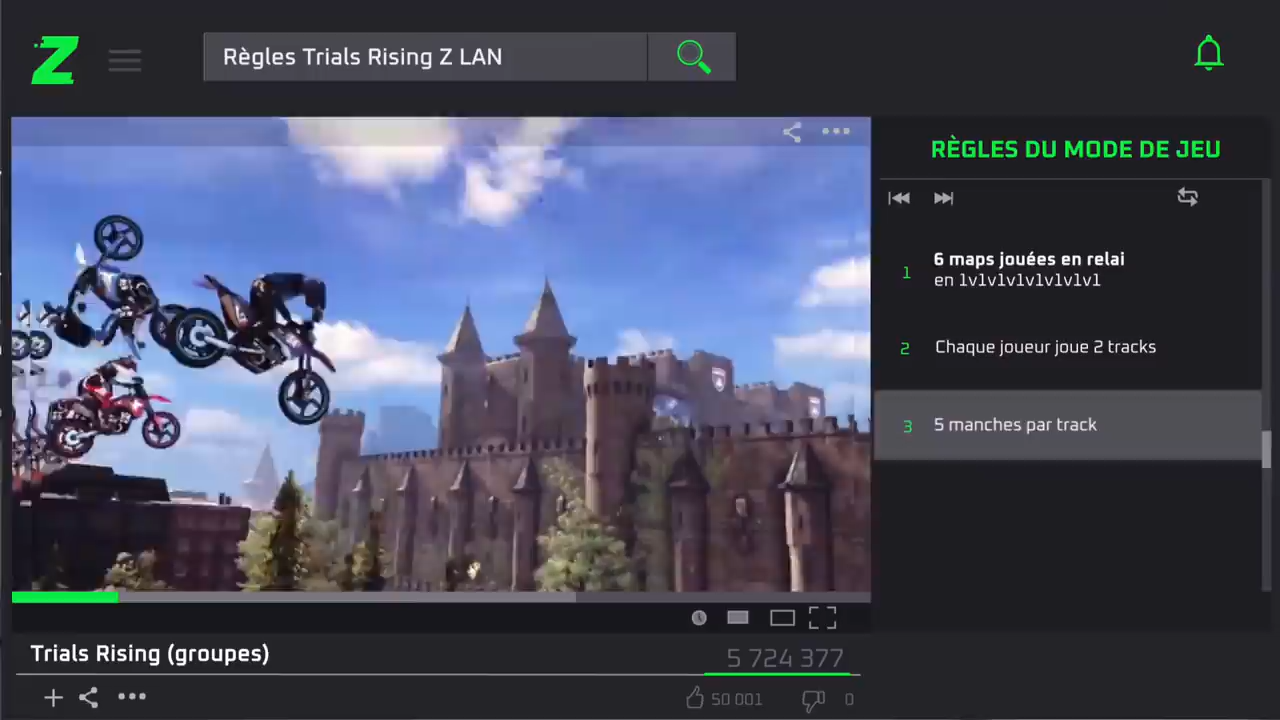 Z
Règles Trials Rising Z LAN
RÈGLES DU MODE DE JEU
1
6 maps jouées en relai
en 1v1v1v1v1v1v1v1
2
Chaque joueur joue 2 tracks
3
5 manches par track
Trials Rising (groupes)
5 724 377
50 001
0